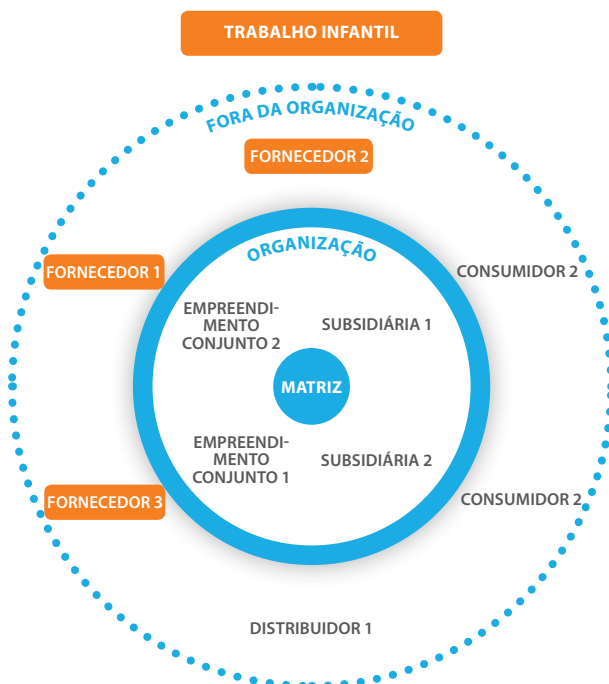 TRABALHO INFANTIL
FORA DA ORGANIZAÇÃO
FORNECEDOR 2
ORGANIZAÇÃO
FORNECEDOR 1
CONSUMIDOR 2
EMPREENDI-
MENTO
CONJUNTO 2
SUBSIDIÁRIA 1
MATRIZ
EMPREENDI-
MENTO
CONJUNTO 1
SUBSIDIÁRIA 2
FORNECEDOR 3
CONSUMIDOR 2
DISTRIBUIDOR 1